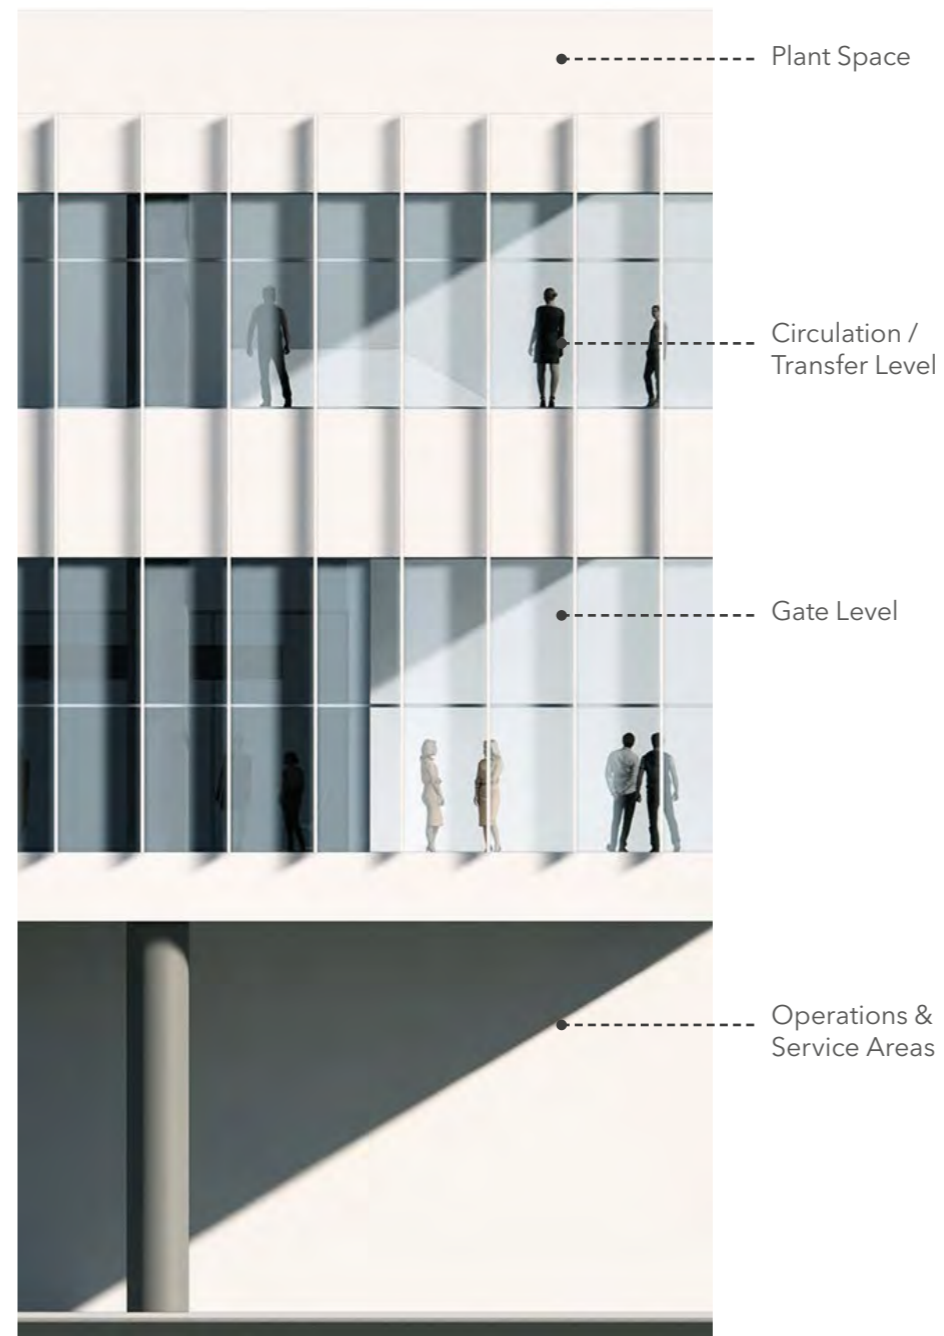 Plant Space
Circulation /
Transfer Level
Gate Level
Operations &
Service Areas